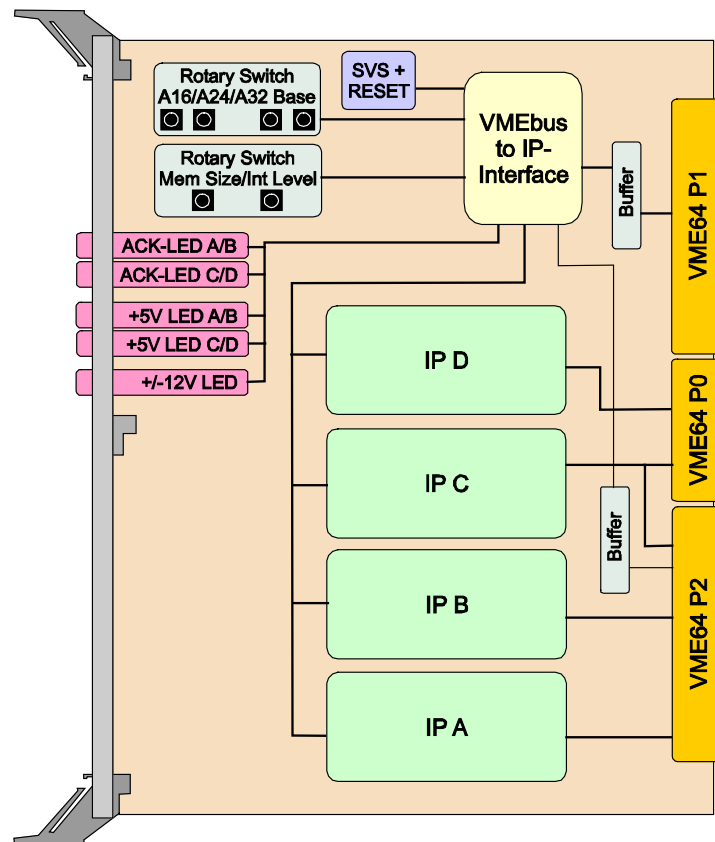 Rotary Switch
A16/A24/A32 Base
SVS +
RESET
VMEbus
to IP-
Interface
Buffer
VME64 P1
Rotary Switch
Mem Size/Int Level
ACK-LED A/B
ACK-LED C/D
+5V LED A/B
+5V LED C/D
+/-12V LED
IP D
VME64 P0
IP C
Buffer
IP B
VME64 P2
IP A